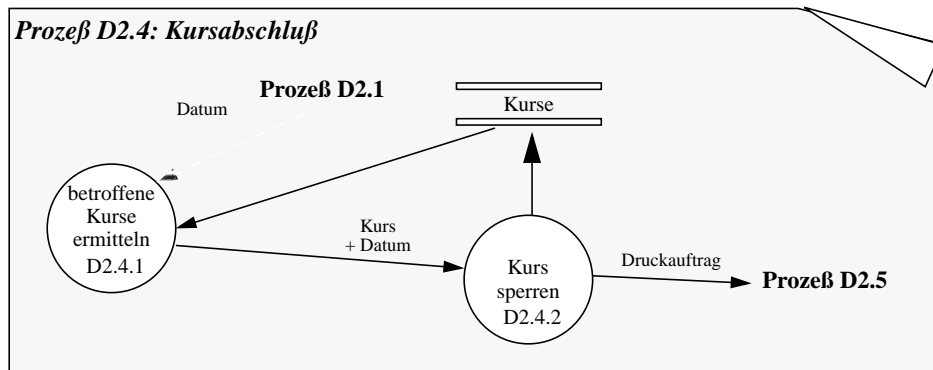 Prozeß D2.4: Kursabschluß
Prozeß D2.1
Datum
Kurse
betroffene
Kurse
ermitteln
D2.4.1
Kurs
+ Datum
Kurs
sperren
D2.4.2
Druckauftrag
Prozeß D2.5